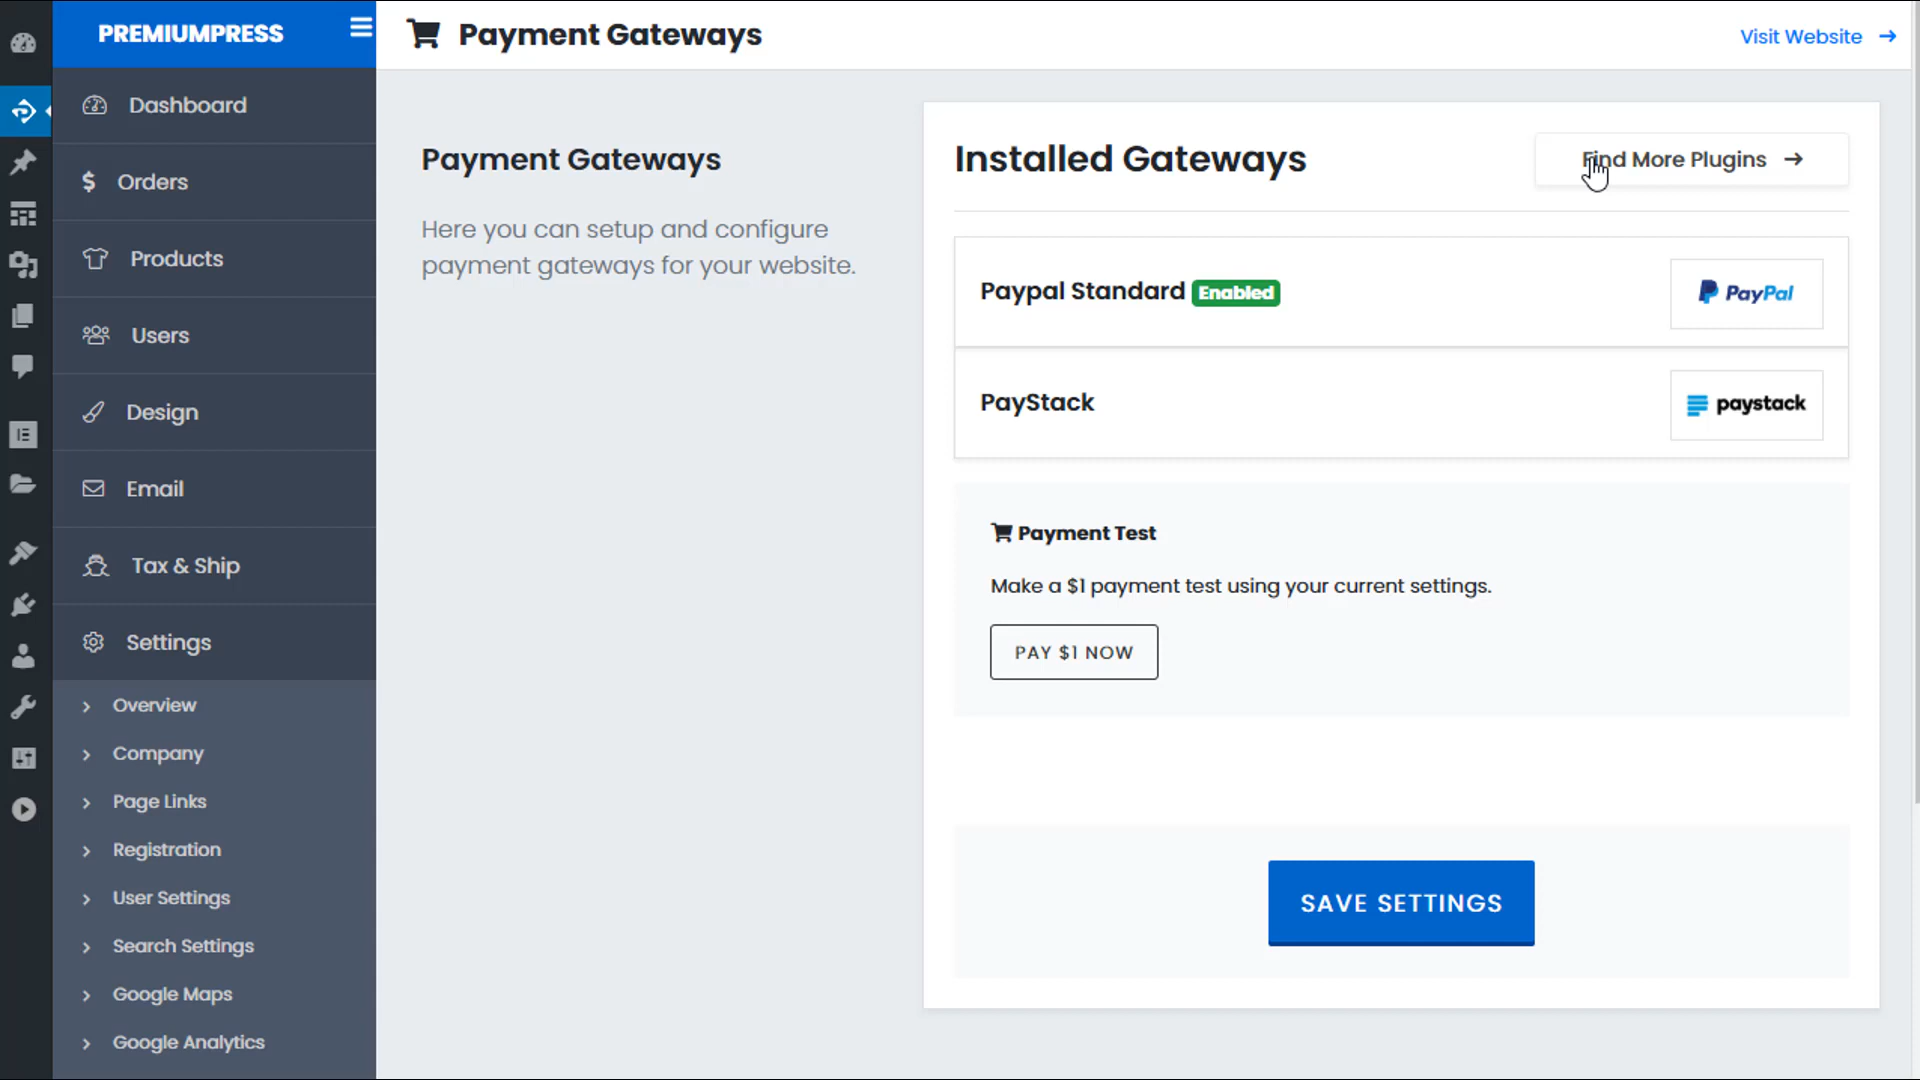 PREMIUMPRESS
Dashboard
Orders
Products
Users
Design
Email
Tax & Ship
Settings
Overview
Company
Page Links
Registration
User Settings
Search Settings
Google Maps
Google Analytics
Payment Gateways
Visit Website
Payment Gateways
Here you can setup and configure
payment gateways for your website.
Installed Gateways
Find More Plugins
Paypal Standard Enabled
PayPal
PayStack
paystack
Payment Test
Make a $1 payment test using your current settings.
PAY $1 NOW
SAVE SETTINGS